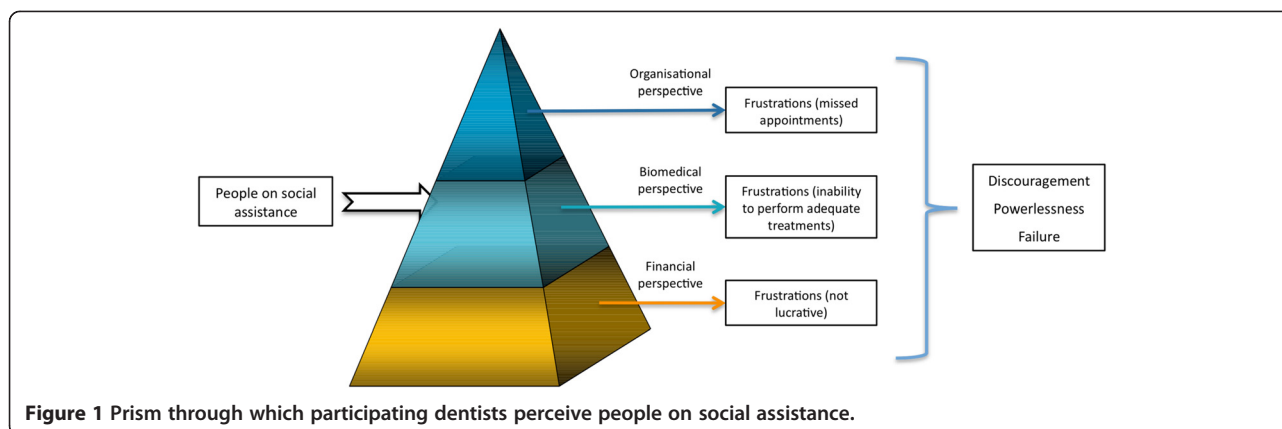 Organisational
perspective
Frustrations (missed
appointments)
People on social
assistance
Biomedical
perspective
Frustrations (inability
to perform adequate
treatments)
Discouragement
Powerlessness
Failure
Financial
perspective
Frustrations (not
lucrative)
Figure 1 Prism through which participating dentists perceive people on social assistance.